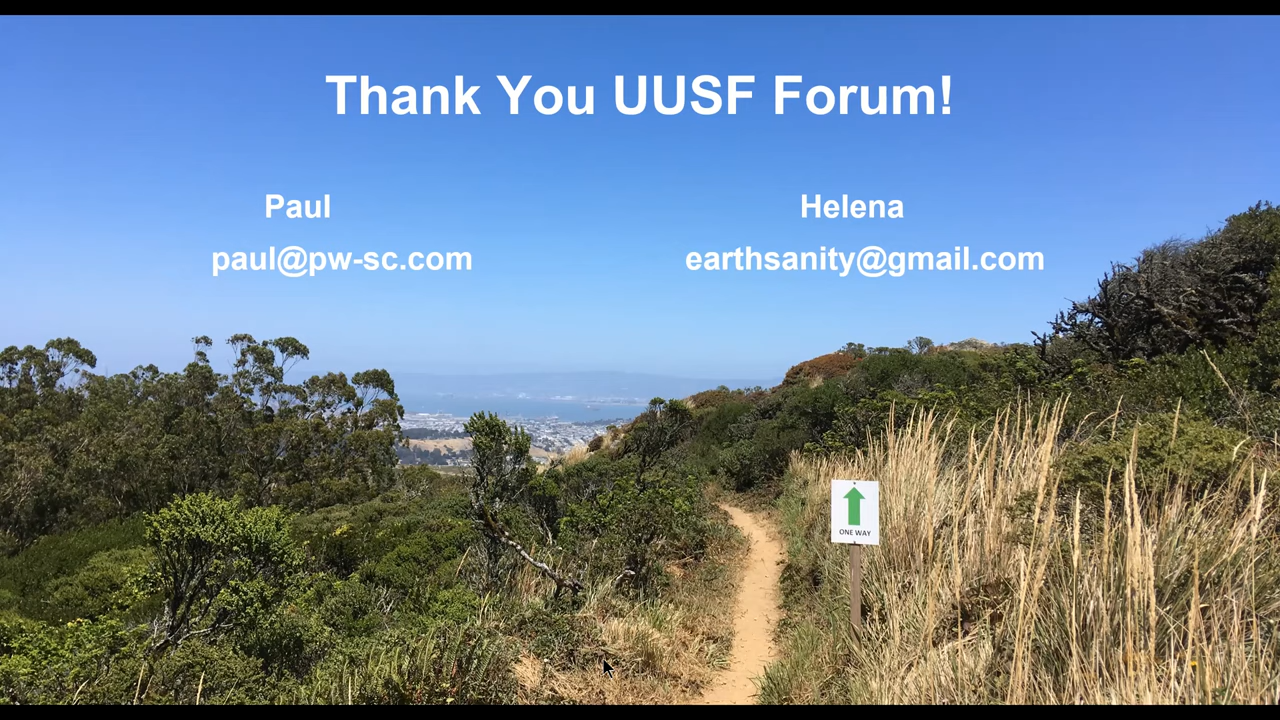 Thank You UUSF Forum!
Paul
paul@pw-sc.com
Helena
earthsanity@gmail.com
ONE WAY